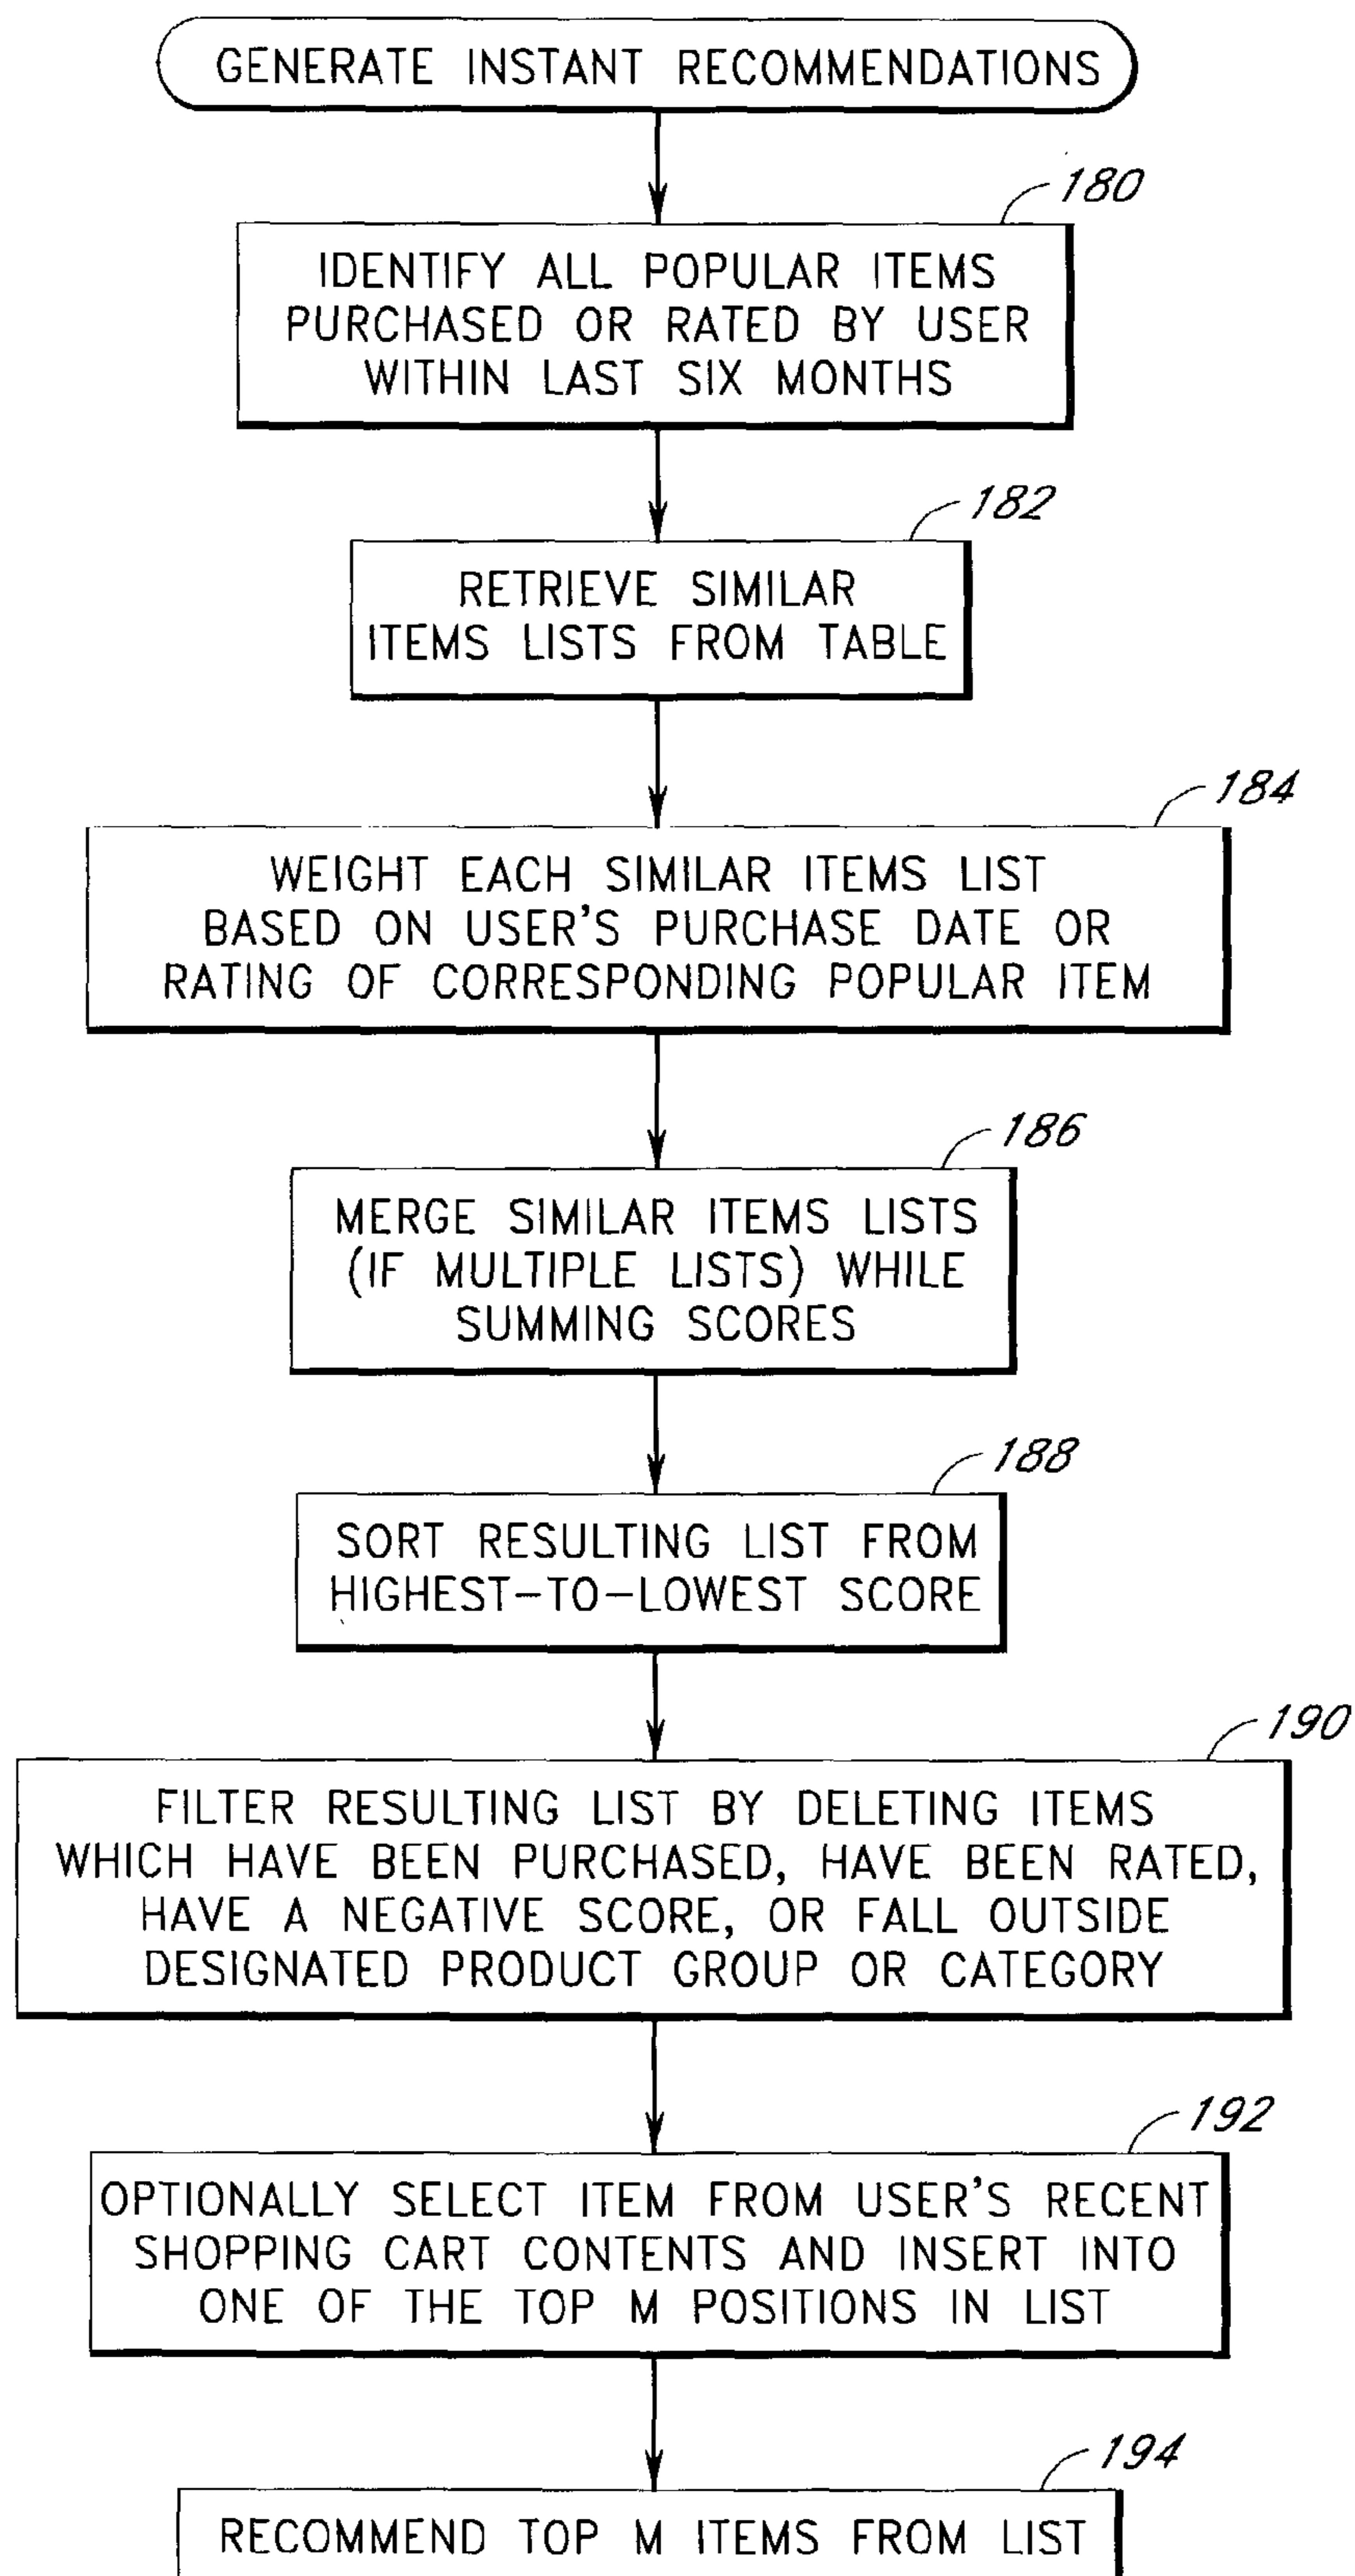 GENERATE INSTANT RECOMMENDATIONS
180
IDENTIFY ALL POPULAR ITEMS
PURCHASED OR RATED BY USER
WITHIN LAST SIX MONTHS
182
RETRIEVE SIMILAR
ITEMS LISTS FROM TABLE
184
WEIGHT EACH SIMILAR ITEMS LIST
BASED ON USER'S PURCHASE DATE OR
RATING OF CORRESPONDING POPULAR ITEM
186
MERGE SIMILAR ITEMS LISTS
(IF MULTIPLE LISTS) WHILE
SUMMING SCORES
188
SORT RESULTING LIST FROM
HIGHEST-TO-LOWEST SCORE
190
FILTER RESULTING LIST BY DELETING ITEMS
WHICH HAVE BEEN PURCHASED, HAVE BEEN RATED,
HAVE A NEGATIVE SCORE, OR FALL OUTSIDE
DESIGNATED PRODUCT GROUP OR CATEGORY
192
OPTIONALLY SELECT ITEM FROM USER'S RECENT
SHOPPING CART CONTENTS AND INSERT INTO
ONE OF THE TOP M POSITIONS IN LIST
194
RECOMMEND TOP M ITEMS FROM LIST